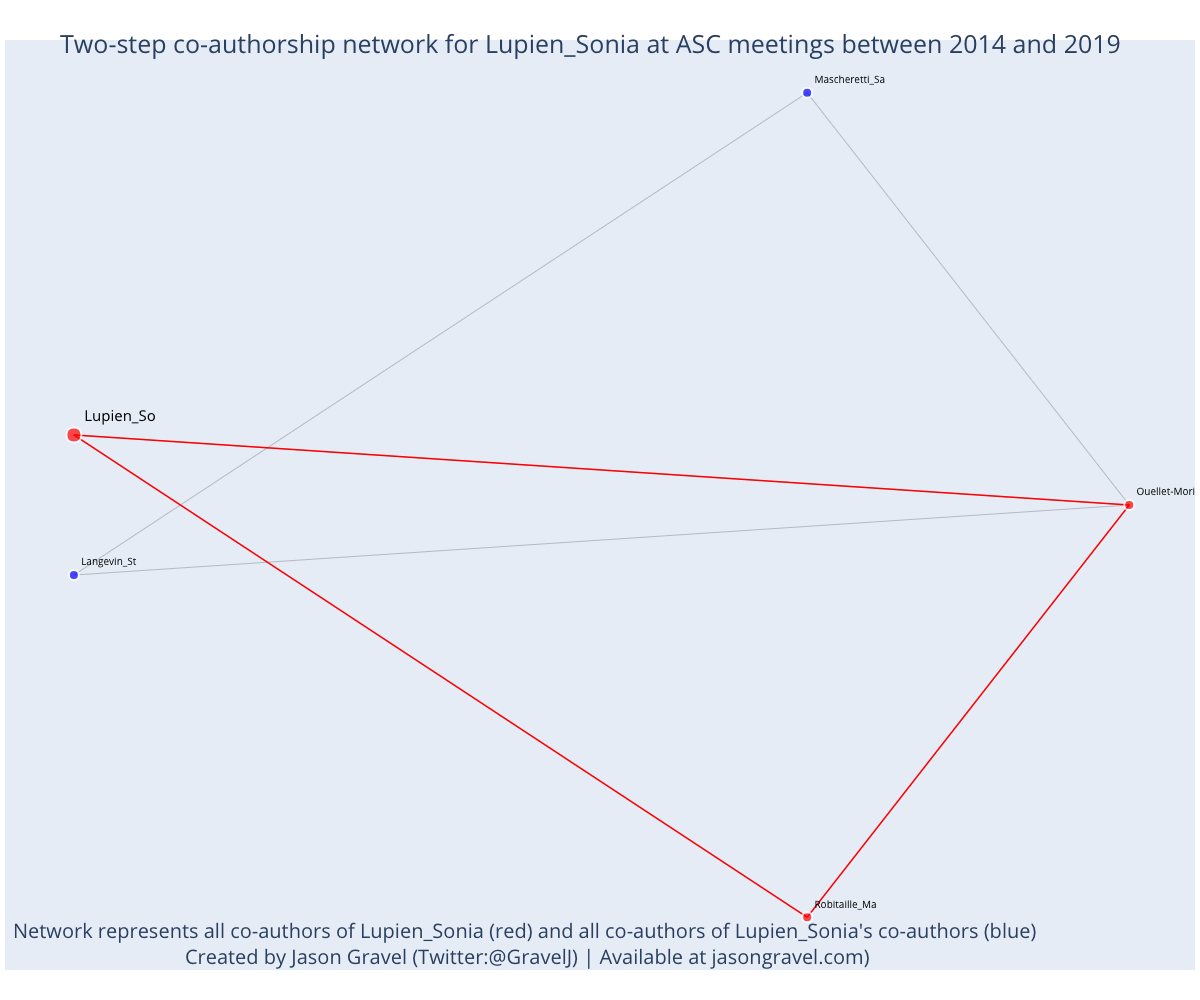 Two-step co-authorship network for Lupien_Sonia at ASC meetings between 2014 and 2019
Mascheretti_Sa
Lupien_So
Ouellet-Mori
Langevin_St
Robitaille_Ma
Network represents all co-authors of Lupien_Sonia (red) and all co-authors of Lupien_Sonia's co-authors (blue)
Created by Jason Gravel (Twitter:@GravelJ) | Available at jasongravel.com)